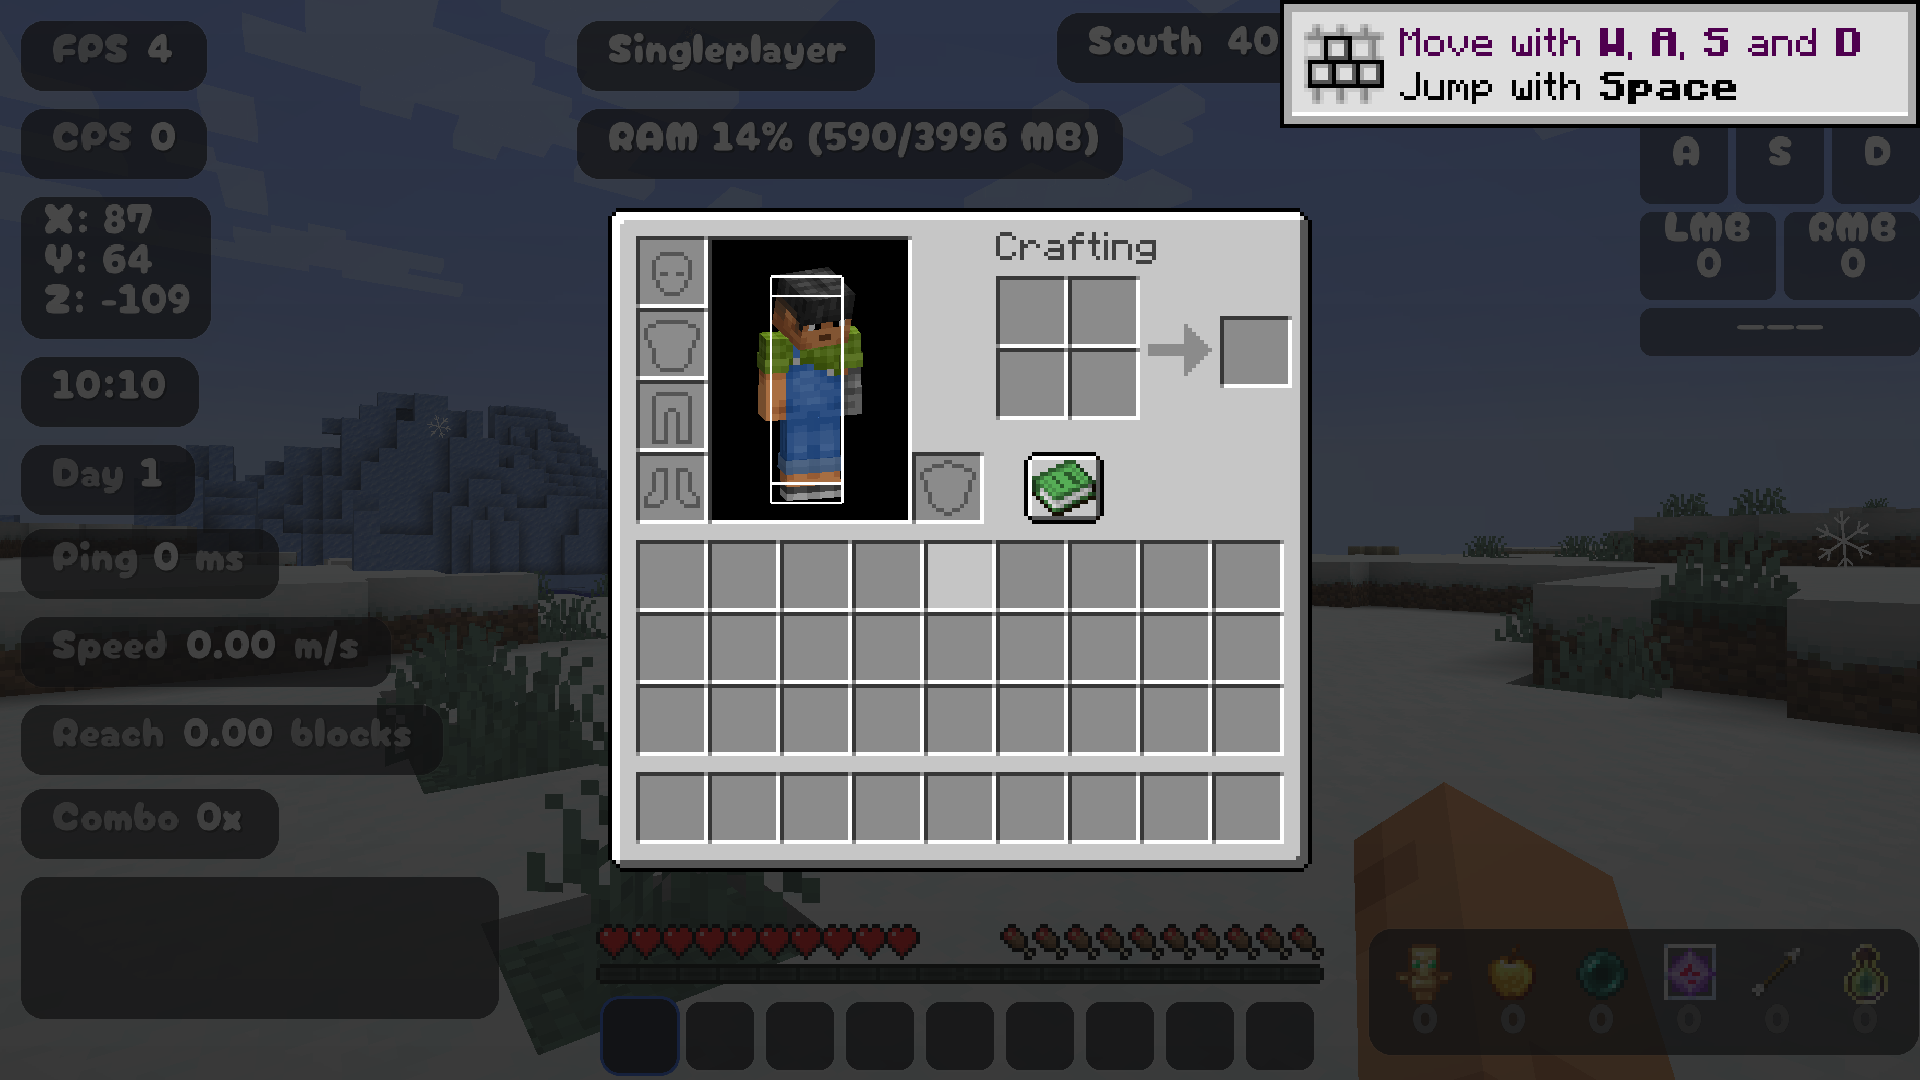 FPS 4
Singleplayer
South 40
Move with W, A, S and D
Jump with Space
CPS 0
RAM 14% (590/3996 MB)
A S D
X: 87
Y: 64
Z: -109
LMB
0
RMB
0
Crafting
10:10
Day 1
Ping 0 ms
Speed 0.00 m/s
Reach 0.00 blocks
Combo 0x
0 0 0 0 0 0